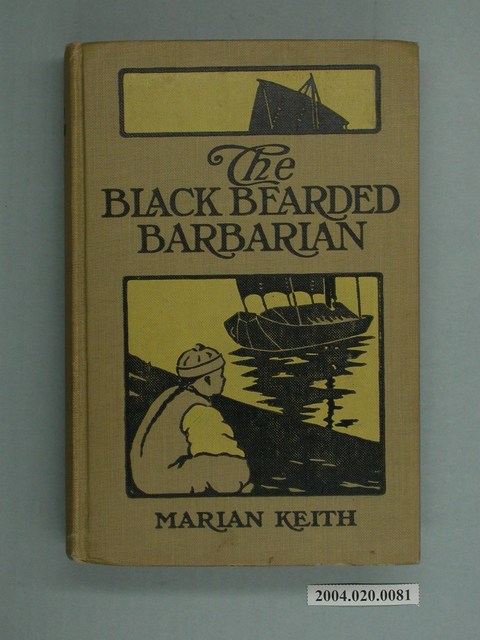 The
BLACK BEARDED
BARBARIAN
MARIAN KEITH
2004.020.0081